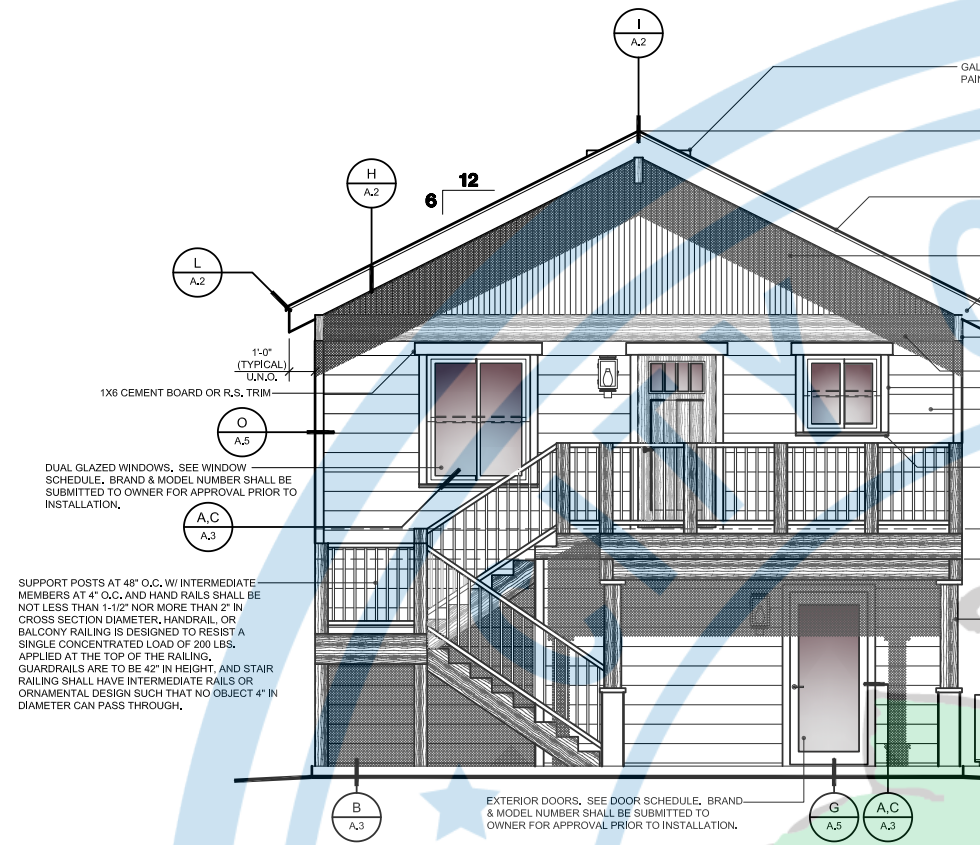 I
A.2
GAL
PAIN
H
A.2
12
6
L
A.2
1'-0"
(TYPICAL)
U.N.O.
1X6 CEMENT BOARD OR R.S. TRIM
O
A.5
DUAL GLAZED WINDOWS. SEE WINDOW
SCHEDULE. BRAND & MODEL NUMBER SHALL BE
SUBMITTED TO OWNER FOR APPROVAL PRIOR TO
INSTALLATION.
A,C
A.3
SUPPORT POSTS AT 48" O.C. W/ INTERMEDIATE
MEMBERS AT 4" O.C. AND HAND RAILS SHALL BE
NOT LESS THAN 1-1/2" NOR MORE THAN 2" IN
CROSS SECTION DIAMETER. HANDRAIL, OR
BALCONY RAILING IS DESIGNED TO RESIST A
SINGLE CONCENTRATED LOAD OF 200 LBS.
APPLIED AT THE TOP OF THE RAILING.
GUARDRAILS ARE TO BE 42" IN HEIGHT, AND STAIR
RAILING SHALL HAVE INTERMEDIATE RAILS OR
ORNAMENTAL DESIGN SUCH THAT NO OBJECT 4" IN
DIAMETER CAN PASS THROUGH.
B
A.3
EXTERIOR DOORS. SEE DOOR SCHEDULE. BRAND
& MODEL NUMBER SHALL BE SUBMITTED TO
OWNER FOR APPROVAL PRIOR TO INSTALLATION.
G
A.5
A,C
A.3